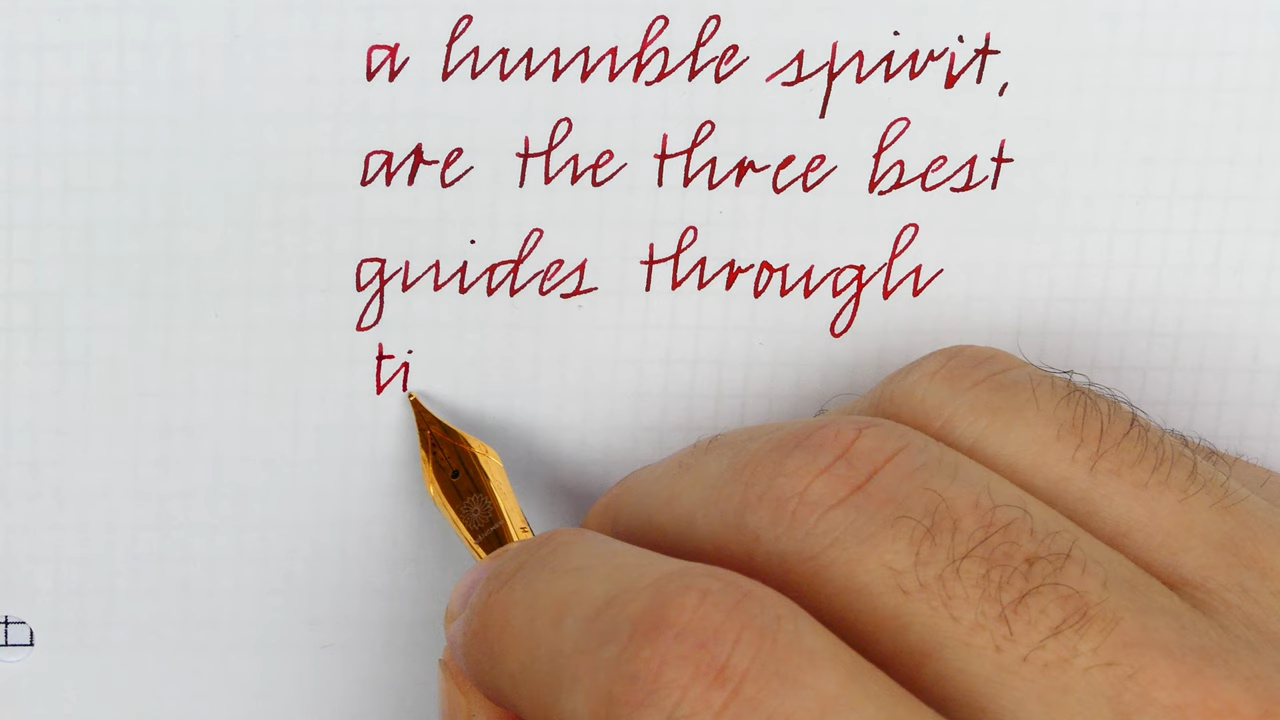 a humble spirit,
are the three best
guides through
ti